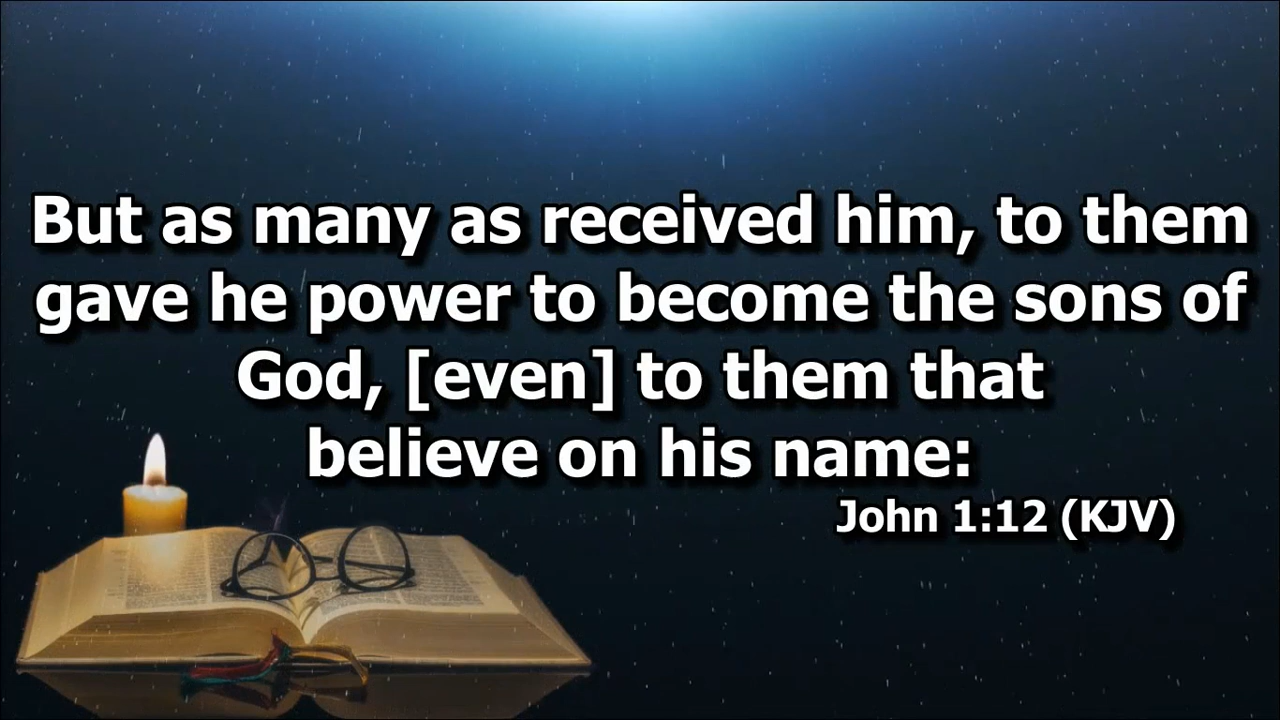 But as many as received him, to them
gave he power to become the sons of
God, [even] to them that
believe on his name:
John 1:12 (KJV)